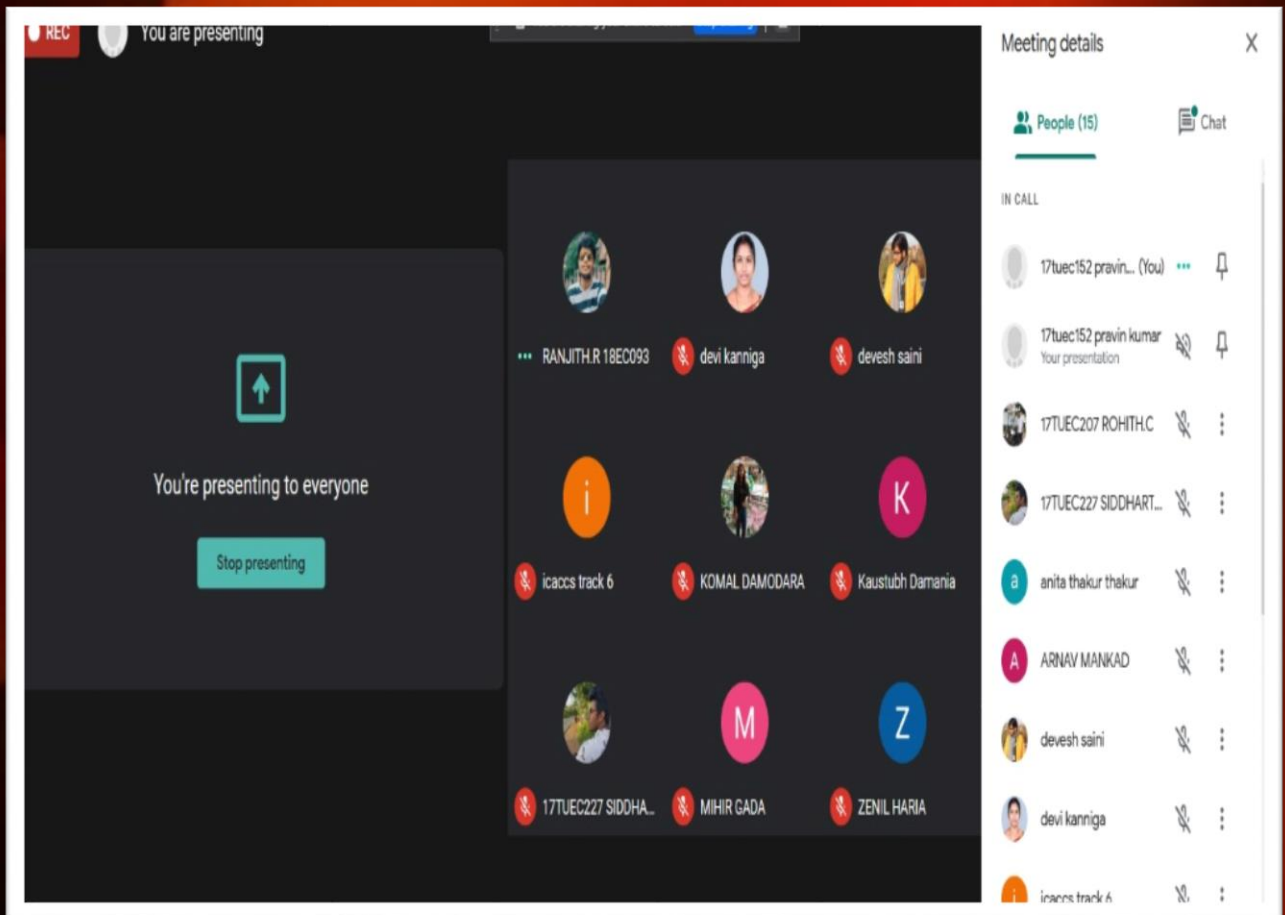 REC
You are presenting
Meeting details
People (15)
Chat
IN CALL
17tuec152 pravin... (You)
17tuec152 pravin kumar
Your presentation
17TUEC207 ROHITH.C
17TUEC227 SIDDHART...
a
anita thakur thakur
A
ARNAV MANKAD
devesh saini
devi kanniga
i
icaccs track 6
You're presenting to everyone
Stop presenting
RANJITH.R 18EC093
devi kanniga
devesh saini
i
K
icaccs track 6
KOMAL DAMODARA
Kaustubh Damania
M
Z
17TUEC227 SIDDHA...
MIHIR GADA
ZENIL HARIA